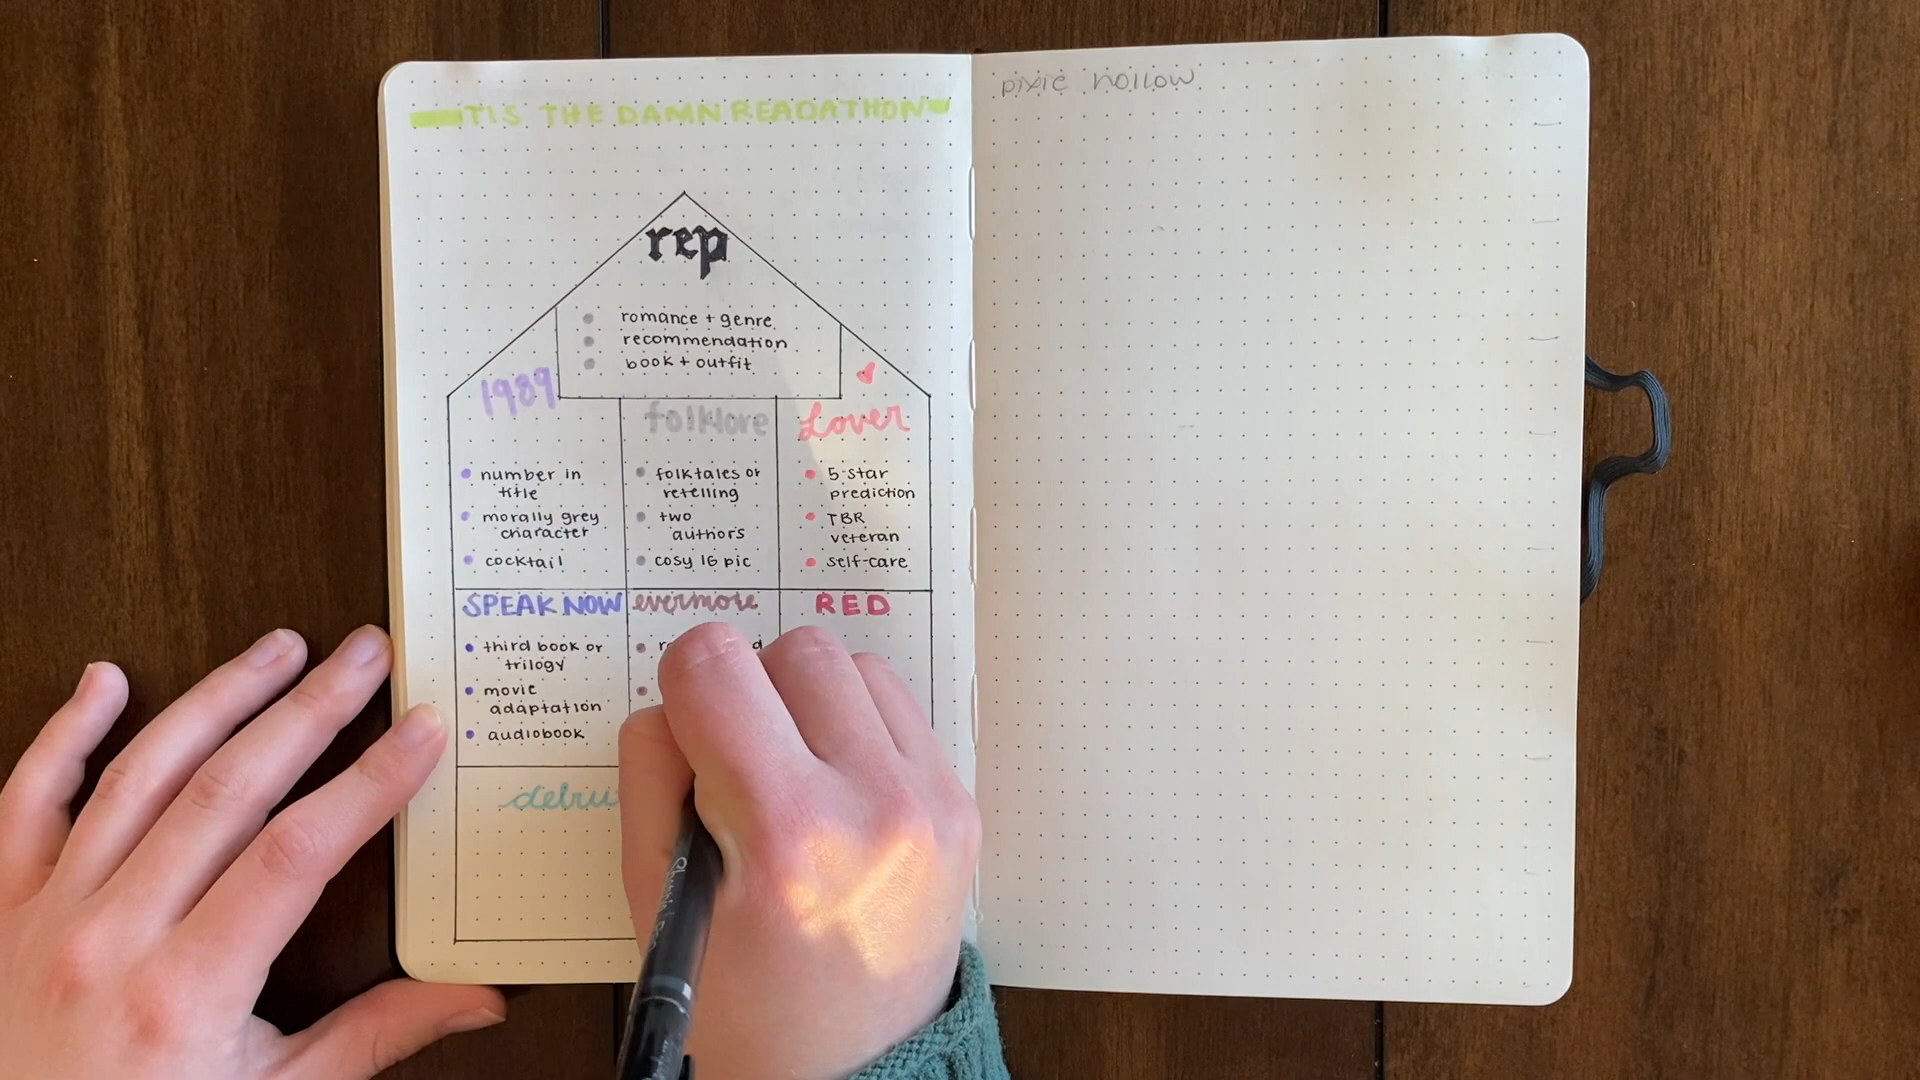 TIS THE DAMN READATHON
rep
romance + genre
recommendation
book + outfit
1989
number in
title
morally grey
character
cocktail
folklore
folktales or
retelling
two
authors
cosy IG pic
Lover
5-star
prediction
TBR
veteran
self-care
SPEAK NOW
third book or
trilogy
movie
adaptation
audiobook
evermore
RED
debu
pixie hollow